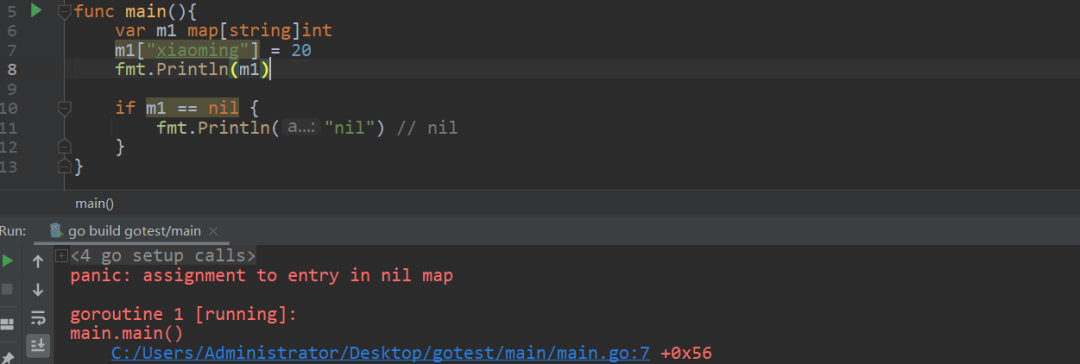 5 func main(){
6 var m1 map[string]int
7 m1["xiaoming"] = 20
8 fmt.Println(m1)
9
10 if m1 == nil {
11 fmt.Println( a...: "nil") // nil
12 }
13 }
main()
Run: go build gotest/main ×
<4 go setup calls>
panic: assignment to entry in nil map
goroutine 1 [running]:
main.main()
C:/Users/Administrator/Desktop/gotest/main/main.go:7 +0x56